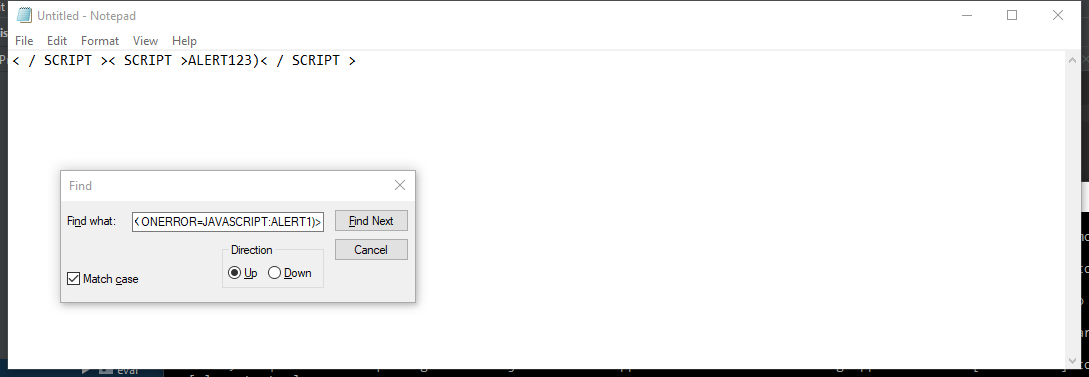 Untitled - Notepad
File Edit Format View Help
< / SCRIPT >< SCRIPT >ALERT123)< / SCRIPT >
Find
Find what: < ONERROR=JAVASCRIPT:ALERT1)> Find Next
Direction Cancel
Up Down
Match case
eval